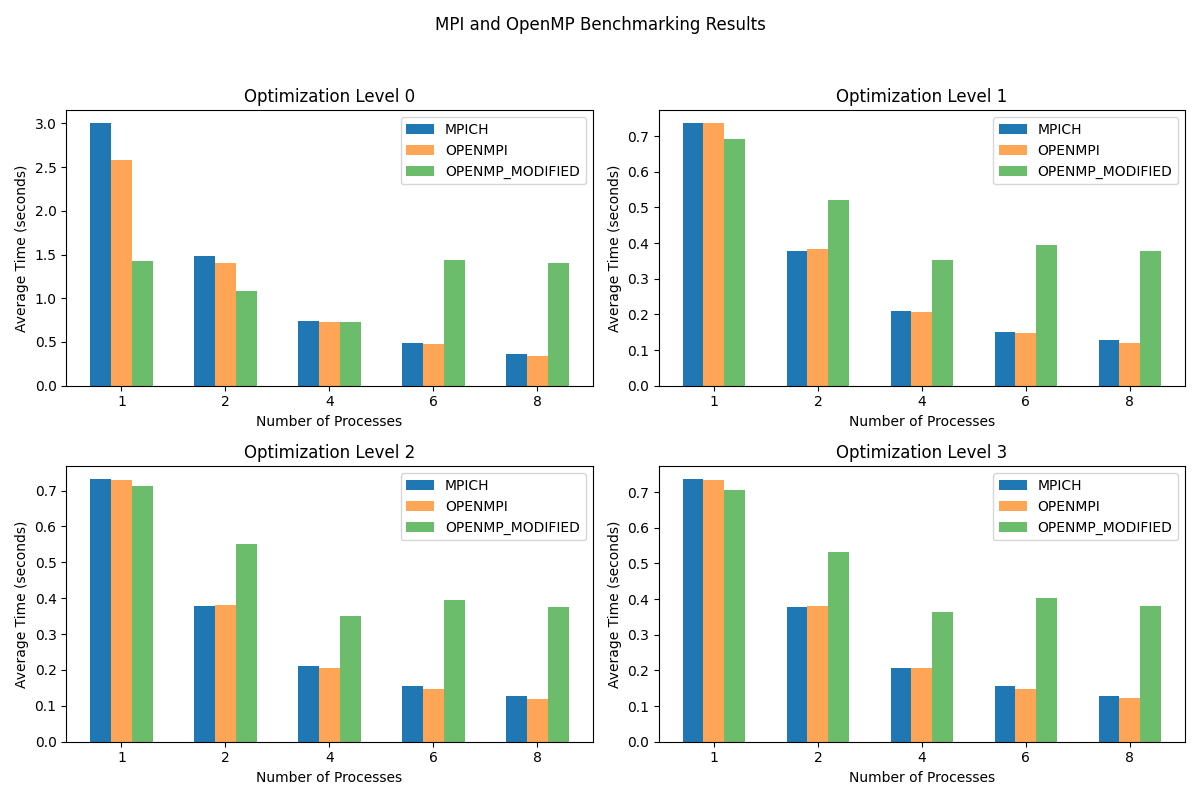 MPI and OpenMP Benchmarking Results
Optimization Level 0
Average Time (seconds)
3.0
2.5
2.0
1.5
1.0
0.5
0.0
MPICH
OPENMPI
OPENMP_MODIFIED
1 2 4 6 8
Number of Processes
Optimization Level 1
Average Time (seconds)
0.7
0.6
0.5
0.4
0.3
0.2
0.1
0.0
MPICH
OPENMPI
OPENMP_MODIFIED
1 2 4 6 8
Number of Processes
Optimization Level 2
Average Time (seconds)
0.7
0.6
0.5
0.4
0.3
0.2
0.1
0.0
MPICH
OPENMPI
OPENMP_MODIFIED
1 2 4 6 8
Number of Processes
Optimization Level 3
Average Time (seconds)
0.7
0.6
0.5
0.4
0.3
0.2
0.1
0.0
MPICH
OPENMPI
OPENMP_MODIFIED
1 2 4 6 8
Number of Processes